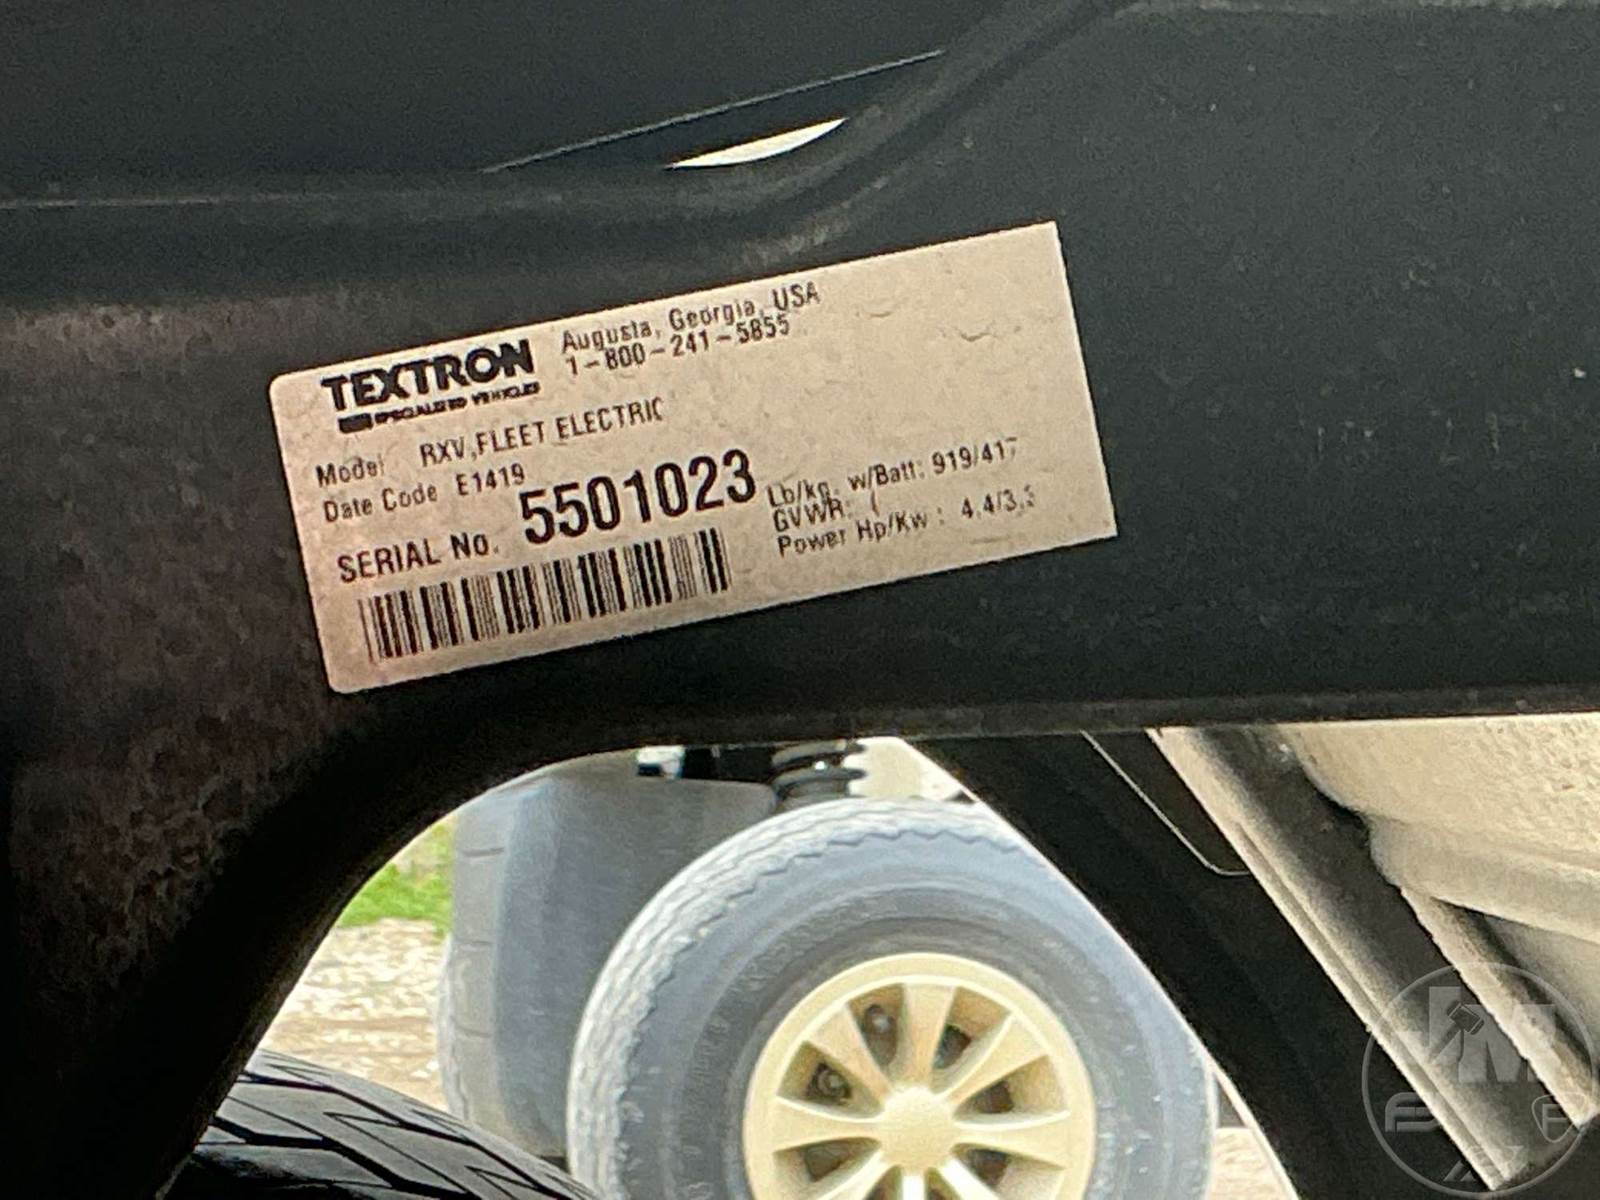 TEXTRON
SPECIALIZED VEHICLES
Augusta, Georgia, USA
1-800-241-5855
Model RXV,FLEET ELECTRIC
Date Code E1419
SERIAL No. 5501023
Lb/kg. w/Batt: 919/417
GVWR: (
Power Hp/Kw : 4.4/3.3
JM